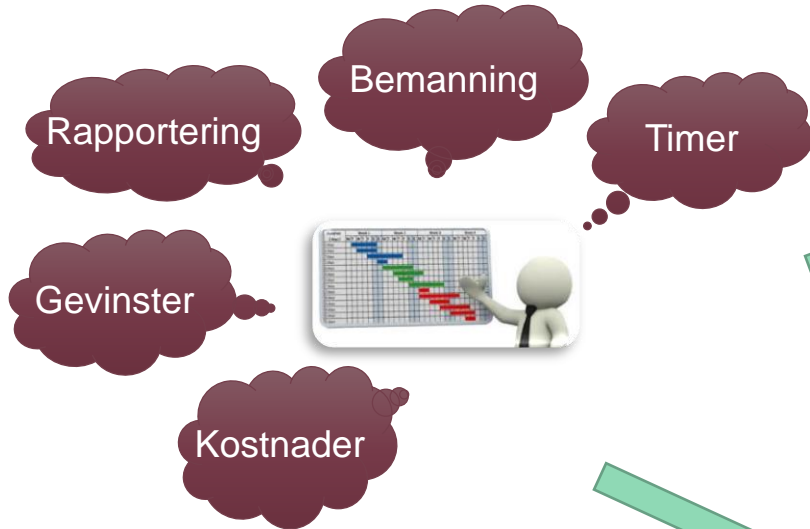 Bemanning
Rapportering
Timer
Gevinster
Kostnader